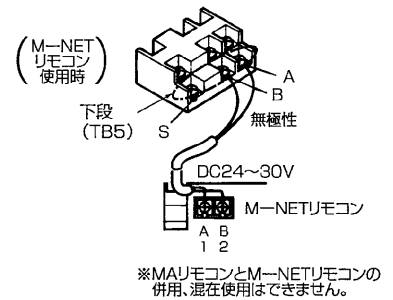 M－NET
リモコン
使用時
A
B
下段
(TB5)
S
無極性
DC24～30V
M－NETリモコン
A B
1 2
※MAリモコンとM－NETリモコンの
併用、混在使用はできません。